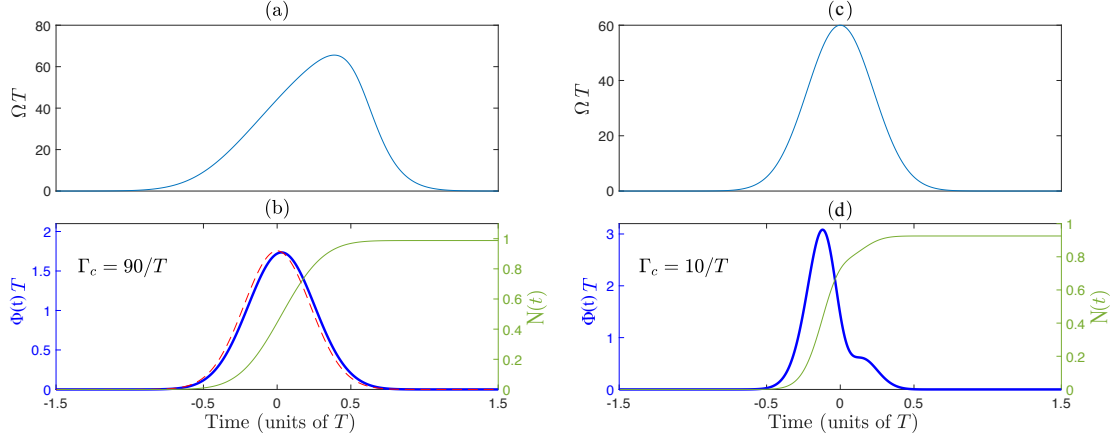 (a)
80
60
40
20
0
Ω T
(b)
2
1.5
1
0.5
0
Φ(t) T
Γc = 90/T
1
0.8
0.6
0.4
0.2
0
N(t)
-1.5 -0.5 0 0.5 1.5
Time (units of T)
(c)
60
40
20
0
Ω T
(d)
3
2
1
0
Φ(t) T
Γc = 10/T
1
0.8
0.6
0.4
0.2
0
N(t)
-1.5 -0.5 0 0.5 1.5
Time (units of T)